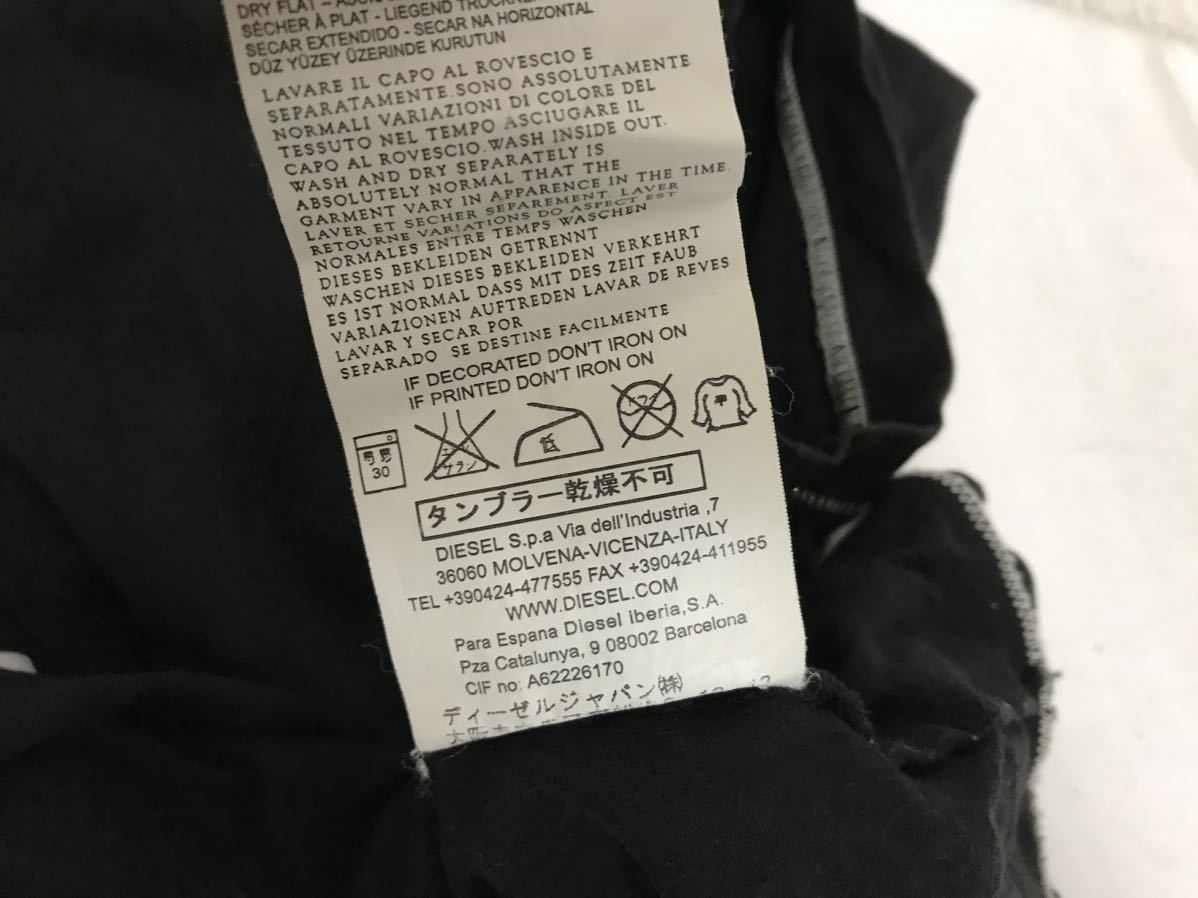 DRY FLAT -
SÉCHER À PLAT - LIEGEND
SECAR EXTENDIDO - SECAR NA HORIZONTAL
DÜZ YÜZEY ÜZERINDE KURUTUN
LAVARE IL CAPO AL ROVESCIO E
SEPARATAMENTE.SONO ASSOLUTAMENTE
NORMALI VARIAZIONI DI COLORE DEL
TESSUTO NEL TEMPO ASCIUGARE IL
CAPO AL ROVESCIO.WASH INSIDE OUT.
WASH AND DRY SEPARATELY IS
ABSOLUTELY NORMAL THAT THE
GARMENT VARY IN APPARENCE IN THE TIME.
LAVER ET SECHER SEPAREMENT. LAVER
RETOURNE VARIATIONS DO ASPECT EST
NORMALES ENTRE TEMPS WASCHEN
DIESES BEKLEIDEN GETRENNT
WASCHEN DIESES BEKLEIDEN VERKEHRT
ES IST NORMAL DASS MIT DES ZEIT FAUB
VARIAZIONEN AUFTREDEN LAVAR DE REVES
LAVAR Y SECAR POR
SEPARADO SE DESTINE FACILMENTE
IF DECORATED DON'T IRON ON
IF PRINTED DON'T IRON ON
30
低
タンブラー乾燥不可
DIESEL S.p.a Via dell'Industria ,7
36060 MOLVENA-VICENZA-ITALY
TEL +390424-477555 FAX +390424-411955
WWW.DIESEL.COM
Para Espana Diesel iberia,S.A.
Pza Catalunya, 9 08002 Barcelona
CIF no: A62226170
ディーゼルジャパン㈱